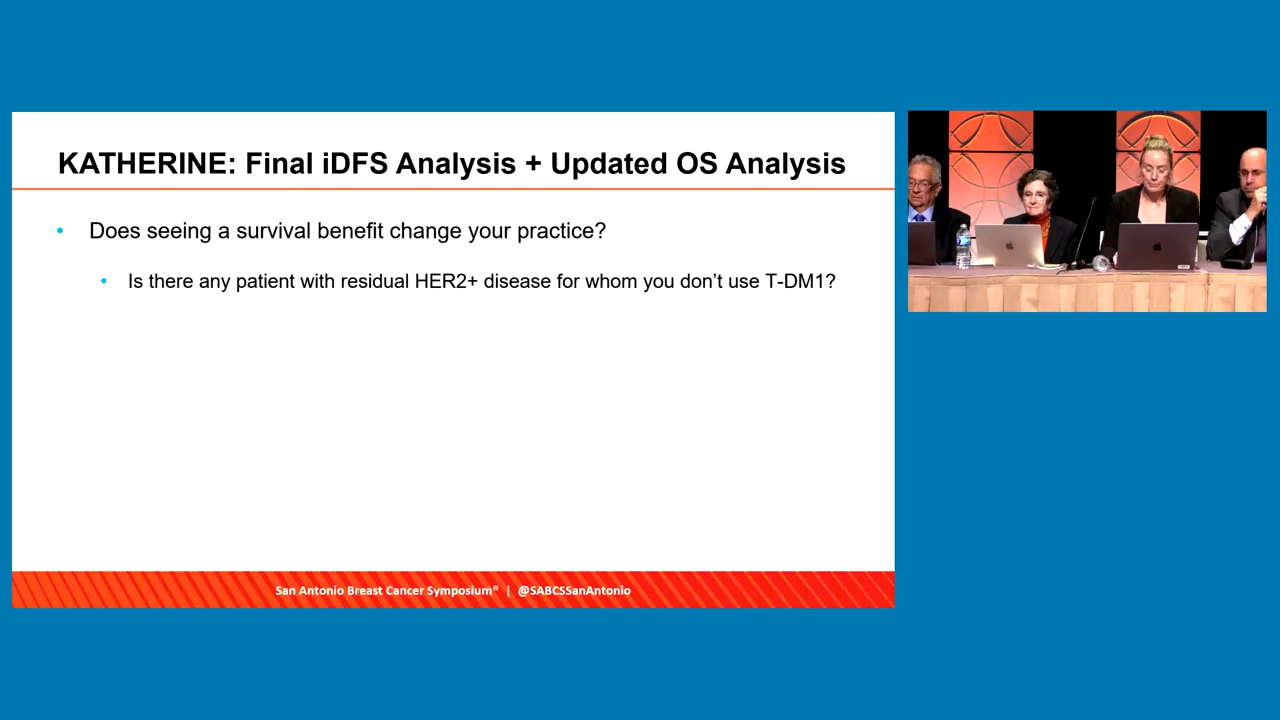 KATHERINE: Final iDFS Analysis + Updated OS Analysis
• Does seeing a survival benefit change your practice?
• Is there any patient with residual HER2+ disease for whom you don't use T-DM1?
San Antonio Breast Cancer Symposium® | @SABCSSanAntonio